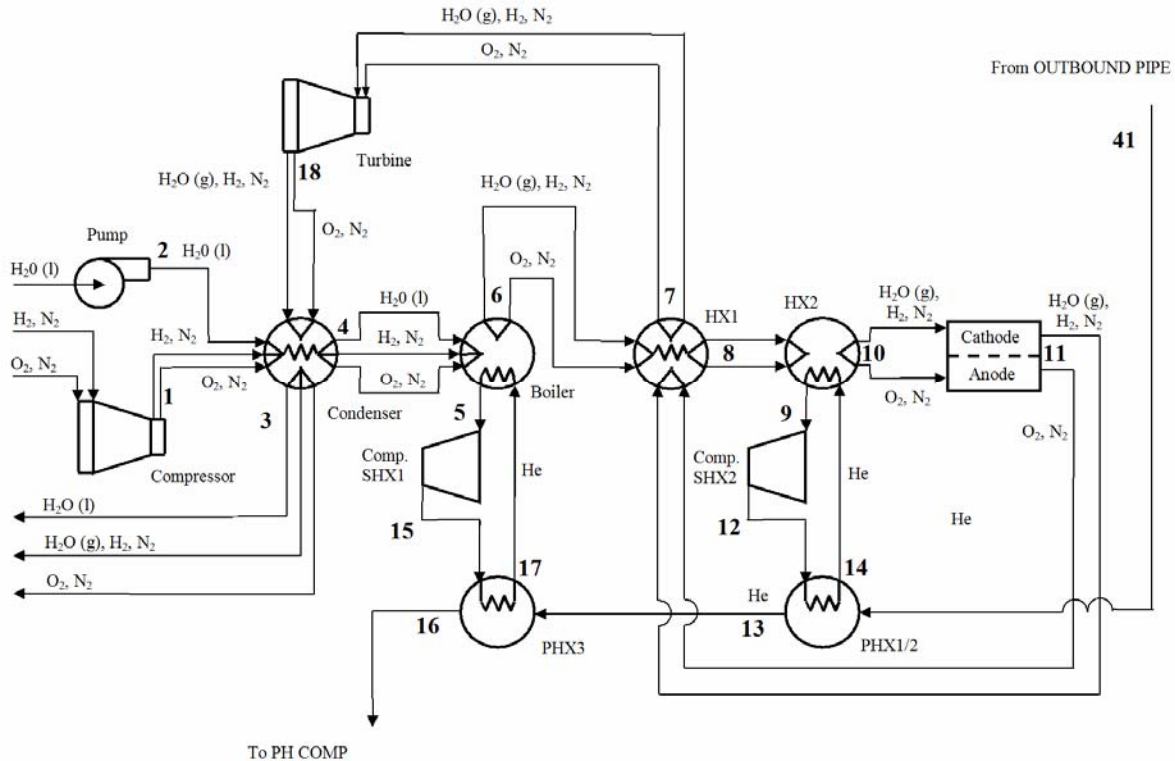 H₂O (g), H₂, N₂
O₂, N₂
From OUTBOUND PIPE
41
Turbine
18
H₂O (g), H₂, N₂
H₂O (g), H₂, N₂
O₂, N₂
Pump
2
H₂0 (l)
H₂0 (l)
O₂, N₂
H₂0 (l)
6
7
HX1
HX2
H₂O (g),
H₂, N₂
H₂O (g),
H₂, N₂
H₂, N₂
H₂, N₂
4
H₂, N₂
8
10
Cathode
Anode
11
O₂, N₂
O₂, N₂
O₂, N₂
O₂, N₂
O₂, N₂
1
3
Condenser
Boiler
5
9
Compressor
Comp.
SHX1
He
Comp.
SHX2
He
H₂O (l)
15
12
He
H₂O (g), H₂, N₂
17
14
O₂, N₂
16
He
13
PHX3
PHX1/2
To PH COMP